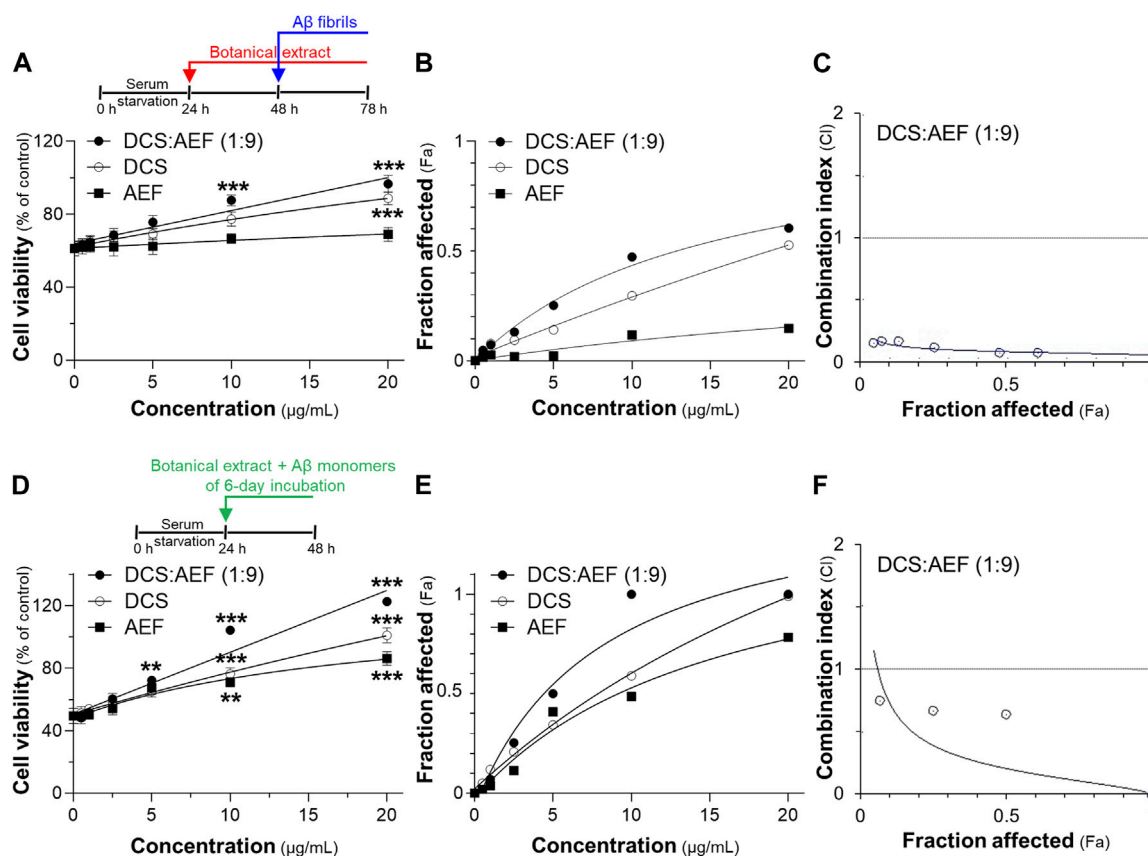 Aβ fibrils
A
Botanical extract
Serum
starvation
0 h
24 h
48 h
78 h
DCS:AEF (1:9)
DCS
AEF
120
80
40
0
***
***
***
0
5
10
15
20
Cell viability (% of control)
Concentration (μg/mL)
B
DCS:AEF (1:9)
DCS
AEF
1
0.5
0
0
5
10
15
20
Fraction affected (Fa)
Concentration (μg/mL)
C
DCS:AEF (1:9)
2
1
0
0.5
Combination index (CI)
Fraction affected (Fa)
D
Botanical extract + Aβ monomers
of 6-day incubation
Serum
starvation
0 h
24 h
48 h
DCS:AEF (1:9)
DCS
AEF
120
80
40
0
**
***
***
**
***
***
***
0
5
10
15
20
Cell viability (% of control)
Concentration (μg/mL)
E
DCS:AEF (1:9)
DCS
AEF
1
0.5
0
0
5
10
15
20
Fraction affected (Fa)
Concentration (μg/mL)
F
DCS:AEF (1:9)
2
1
0
0.5
Combination index (CI)
Fraction affected (Fa)